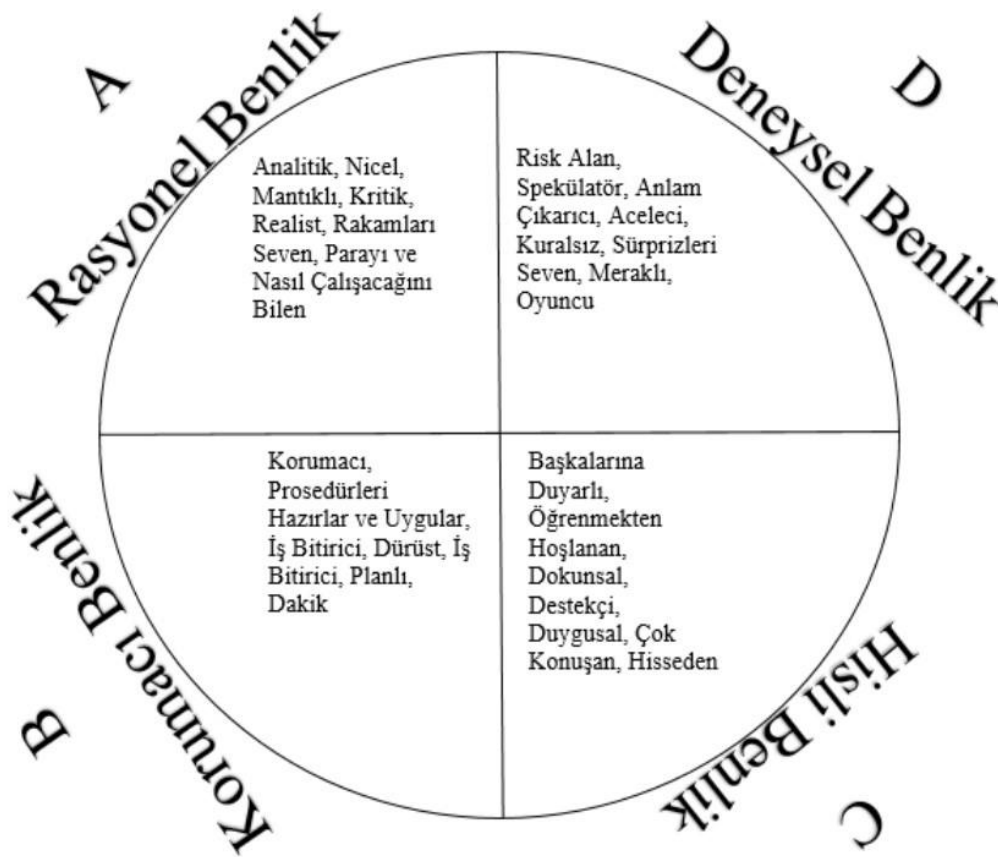 A
Rasyonel Benlik
Analitik, Nicel,
Mantıklı, Kritik,
Realist, Rakamları
Seven, Parayı ve
Nasıl Çalışacağını
Bilen
D
Deneysel Benlik
Risk Alan,
Spekülatör, Anlam
Çıkarıcı, Aceleci,
Kuralsız, Sürprizleri
Seven, Meraklı,
Oyuncu
B
Korumacı Benlik
Korumacı,
Prosedürleri
Hazırlar ve Uygular,
İş Bitirici, Dürüst, İş
Bitirici, Planlı,
Dakik
C
Hisli Benlik
Başkalarına
Duyarlı,
Öğrenmekten
Hoşlanan,
Dokunsal,
Destekçi,
Duygusal, Çok
Konuşan, Hisseden